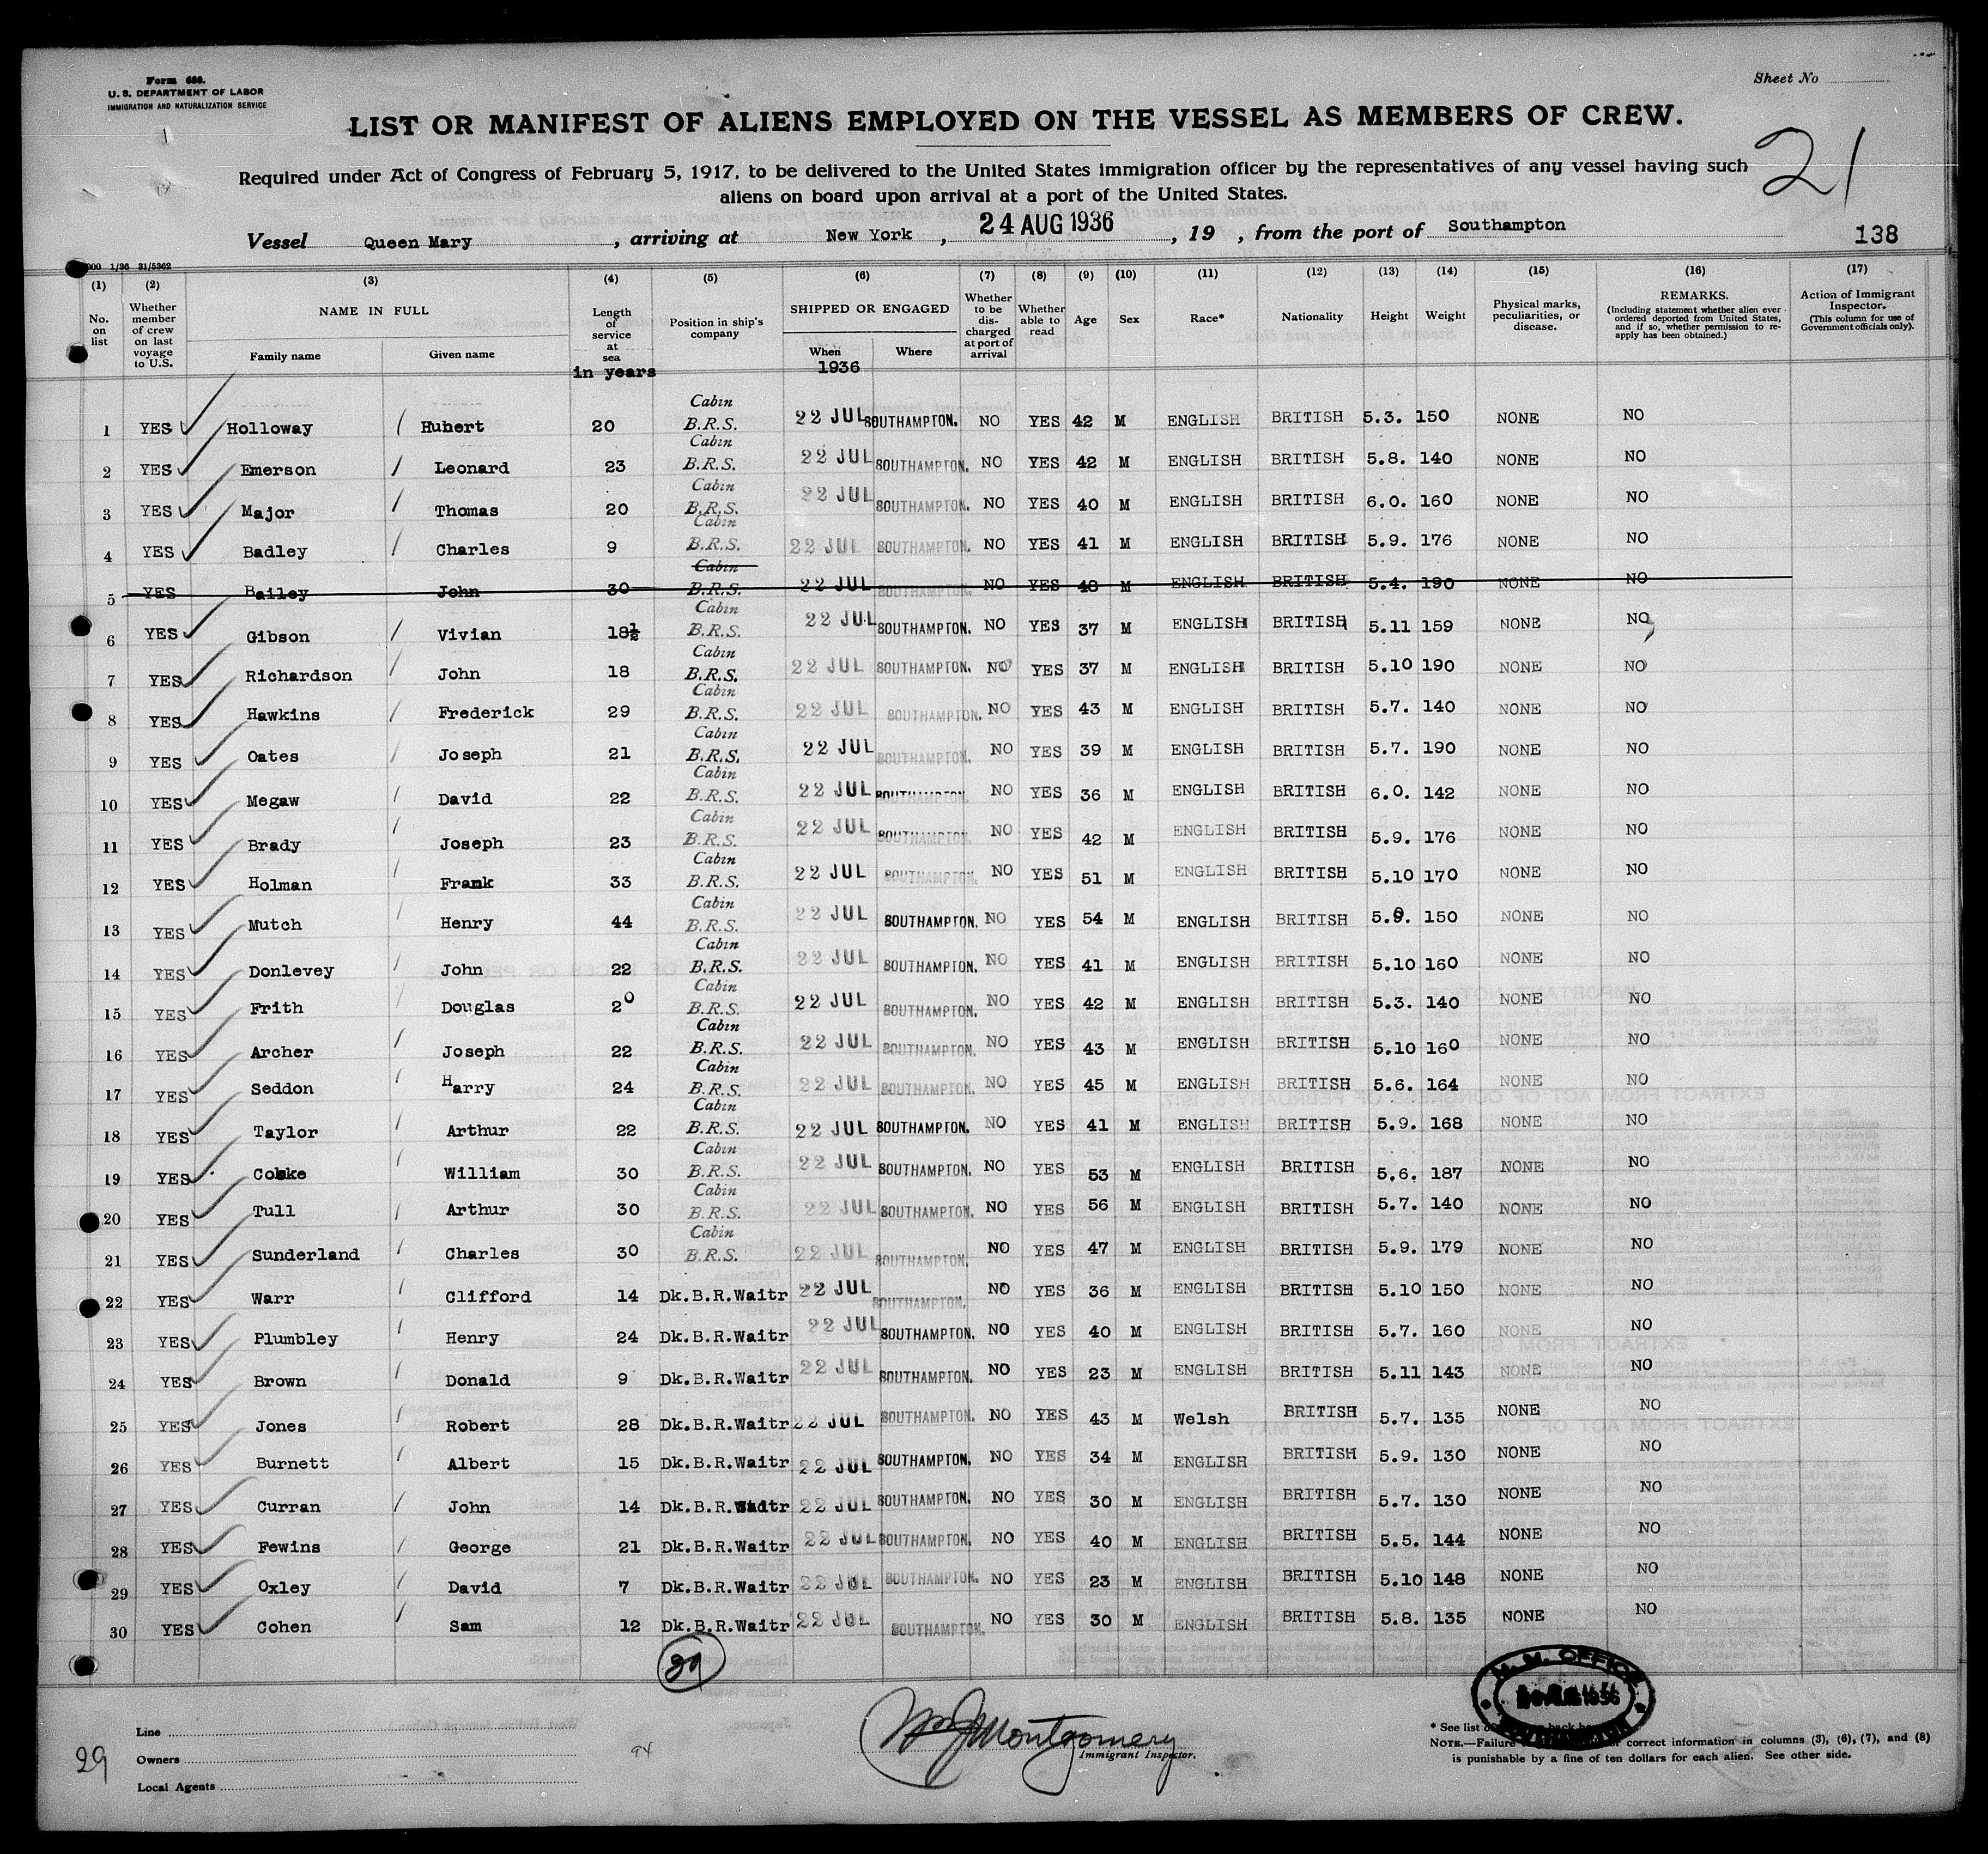 Form 686.
U. S. DEPARTMENT OF LABOR
IMMIGRATION AND NATURALIZATION SERVICE
Sheet No
LIST OR MANIFEST OF ALIENS EMPLOYED ON THE VESSEL AS MEMBERS OF CREW.
21
Required under Act of Congress of February 5, 1917, to be delivered to the United States immigration officer by the representatives of any vessel having such
aliens on board upon arrival at a port of the United States.
Vessel Queen Mary, arriving at New York, 24 AUG 1936, 19 , from the port of Southampton
138
000 1/36 31/5362
(1) (2) (3) (4) (5) (6) (7) (8) (9) (10) (11) (12) (13) (14) (15) (16) (17)
No. on list
Whether member of crew on last voyage to U.S.
NAME IN FULL
Family name
Given name
Length of service at sea
in years
Position in ship's company
SHIPPED OR ENGAGED
When
1936
Where
Whether to be discharged at port of arrival
Whether able to read
Age
Sex
Race*
Nationality
Height
Weight
Physical marks, peculiarities, or disease.
REMARKS.
(Including statement whether alien ever ordered deported from United States, and if so, whether permission to reapply has been obtained.)
Action of Immigrant Inspector.
(This column for use of Government officials only).
1 YES Holloway Hubert 20 Cabin B.R.S. 22 JUL SOUTHAMPTON. NO YES 42 M ENGLISH BRITISH 5.3. 150 NONE NO
2 YES Emerson Leonard 23 Cabin B.R.S. 22 JUL SOUTHAMPTON. NO YES 42 M ENGLISH BRITISH 5.8. 140 NONE NO
3 YES Major Thomas 20 Cabin B.R.S. 22 JUL SOUTHAMPTON. NO YES 40 M ENGLISH BRITISH 6.0. 160 NONE NO
4 YES Badley Charles 9 Cabin B.R.S. 22 JUL SOUTHAMPTON. NO YES 41 M ENGLISH BRITISH 5.9. 176 NONE NO
5 YES Bailey John 30 Cabin B.R.S. 22 JUL SOUTHAMPTON. NO YES 48 M ENGLISH BRITISH 5.4. 190 NONE NO
6 YES Gibson Vivian 18½ Cabin B.R.S. 22 JUL SOUTHAMPTON. NO YES 37 M ENGLISH BRITISH 5.11 159 NONE NO
7 YES Richardson John 18 Cabin B.R.S. 22 JUL SOUTHAMPTON. NO YES 37 M ENGLISH BRITISH 5.10 190 NONE NO
8 YES Hawkins Frederick 29 Cabin B.R.S. 22 JUL SOUTHAMPTON. NO YES 43 M ENGLISH BRITISH 5.7. 140 NONE NO
9 YES Oates Joseph 21 Cabin B.R.S. 22 JUL SOUTHAMPTON. NO YES 39 M ENGLISH BRITISH 5.7. 190 NONE NO
10 YES Megaw David 22 Cabin B.R.S. 22 JUL SOUTHAMPTON. NO YES 36 M ENGLISH BRITISH 6.0. 142 NONE NO
11 YES Brady Joseph 23 Cabin B.R.S. 22 JUL SOUTHAMPTON. NO YES 42 M ENGLISH BRITISH 5.9. 176 NONE NO
12 YES Holman Frank 33 Cabin B.R.S. 22 JUL SOUTHAMPTON. NO YES 51 M ENGLISH BRITISH 5.10 170 NONE NO
13 YES Mutch Henry 44 Cabin B.R.S. 22 JUL SOUTHAMPTON. NO YES 54 M ENGLISH BRITISH 5.9. 150 NONE NO
14 YES Donlevey John 22 Cabin B.R.S. 22 JUL SOUTHAMPTON. NO YES 41 M ENGLISH BRITISH 5.10 160 NONE NO
15 YES Frith Douglas 20 Cabin B.R.S. 22 JUL SOUTHAMPTON. NO YES 42 M ENGLISH BRITISH 5.3. 140 NONE NO
16 YES Archer Joseph 22 Cabin B.R.S. 22 JUL SOUTHAMPTON. NO YES 43 M ENGLISH BRITISH 5.10 160 NONE NO
17 YES Seddon Harry 24 Cabin B.R.S. 22 JUL SOUTHAMPTON. NO YES 45 M ENGLISH BRITISH 5.6. 164 NONE NO
18 YES Taylor Arthur 22 Cabin B.R.S. 22 JUL SOUTHAMPTON. NO YES 41 M ENGLISH BRITISH 5.9. 168 NONE NO
19 YES William 30 Cabin B.R.S. 22 JUL SOUTHAMPTON. NO YES 53 M ENGLISH BRITISH 5.6. 187 NONE NO
20 YES Tull Arthur 30 Cabin B.R.S. 22 JUL SOUTHAMPTON. NO YES 56 M ENGLISH BRITISH 5.7. 140 NONE NO
21 YES Sunderland Charles 30 Cabin B.R.S. 22 JUL SOUTHAMPTON. NO YES 47 M ENGLISH BRITISH 5.9. 179 NONE NO
22 YES Warr Clifford 14 Dk.B.R.Waitr 22 JUL SOUTHAMPTON. NO YES 36 M ENGLISH BRITISH 5.10 150 NONE NO
23 YES Plumbley Henry 24 Dk.B.R.Waitr 22 JUL SOUTHAMPTON. NO YES 40 M ENGLISH BRITISH 5.7. 160 NONE NO
24 YES Brown Donald 9 Dk.B.R.Waitr 22 JUL SOUTHAMPTON. NO YES 23 M ENGLISH BRITISH 5.11 143 NONE NO
25 YES Jones Robert 28 Dk.B.R.Waitr 22 JUL SOUTHAMPTON. NO YES 43 M Welsh BRITISH 5.7. 135 NONE NO
26 YES Burnett Albert 15 Dk.B.R.Waitr 22 JUL SOUTHAMPTON. NO YES 34 M ENGLISH BRITISH 5.9. 130 NONE NO
27 YES Curran John 14 Dk.B.R.Waitr 22 JUL SOUTHAMPTON. NO YES 30 M ENGLISH BRITISH 5.7. 130 NONE NO
28 YES Fewins George 21 Dk.B.R.Waitr 22 JUL SOUTHAMPTON. NO YES 40 M ENGLISH BRITISH 5.5. 144 NONE NO
29 YES Oxley David 7 Dk.B.R.Waitr 22 JUL SOUTHAMPTON. NO YES 23 M ENGLISH BRITISH 5.10 148 NONE NO
30 YES Cohen Sam 12 Dk.B.R.Waitr 22 JUL SOUTHAMPTON. NO YES 30 M ENGLISH BRITISH 5.8. 135 NONE NO
29
M. M. OFFICE
1936
Line
Owners
Local Agents
29
94
Wm J Montgomery
Immigrant Inspector.
* See list of back
NOTE.—Failure correct information in columns (3), (6), (7), and (8)
is punishable by a fine of ten dollars for each alien. See other side.